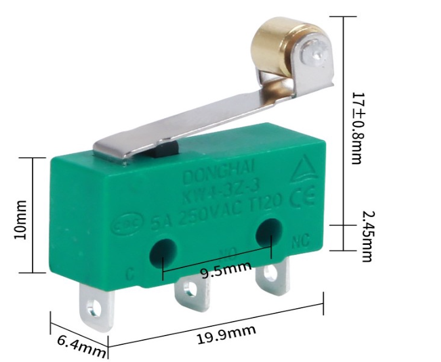 17±0.8mm
DONGHAI
KW4-3Z-3
5A 250VAC T120 CE
10mm
2.45mm
C
NO
NC
9.5mm
6.4mm
19.9mm